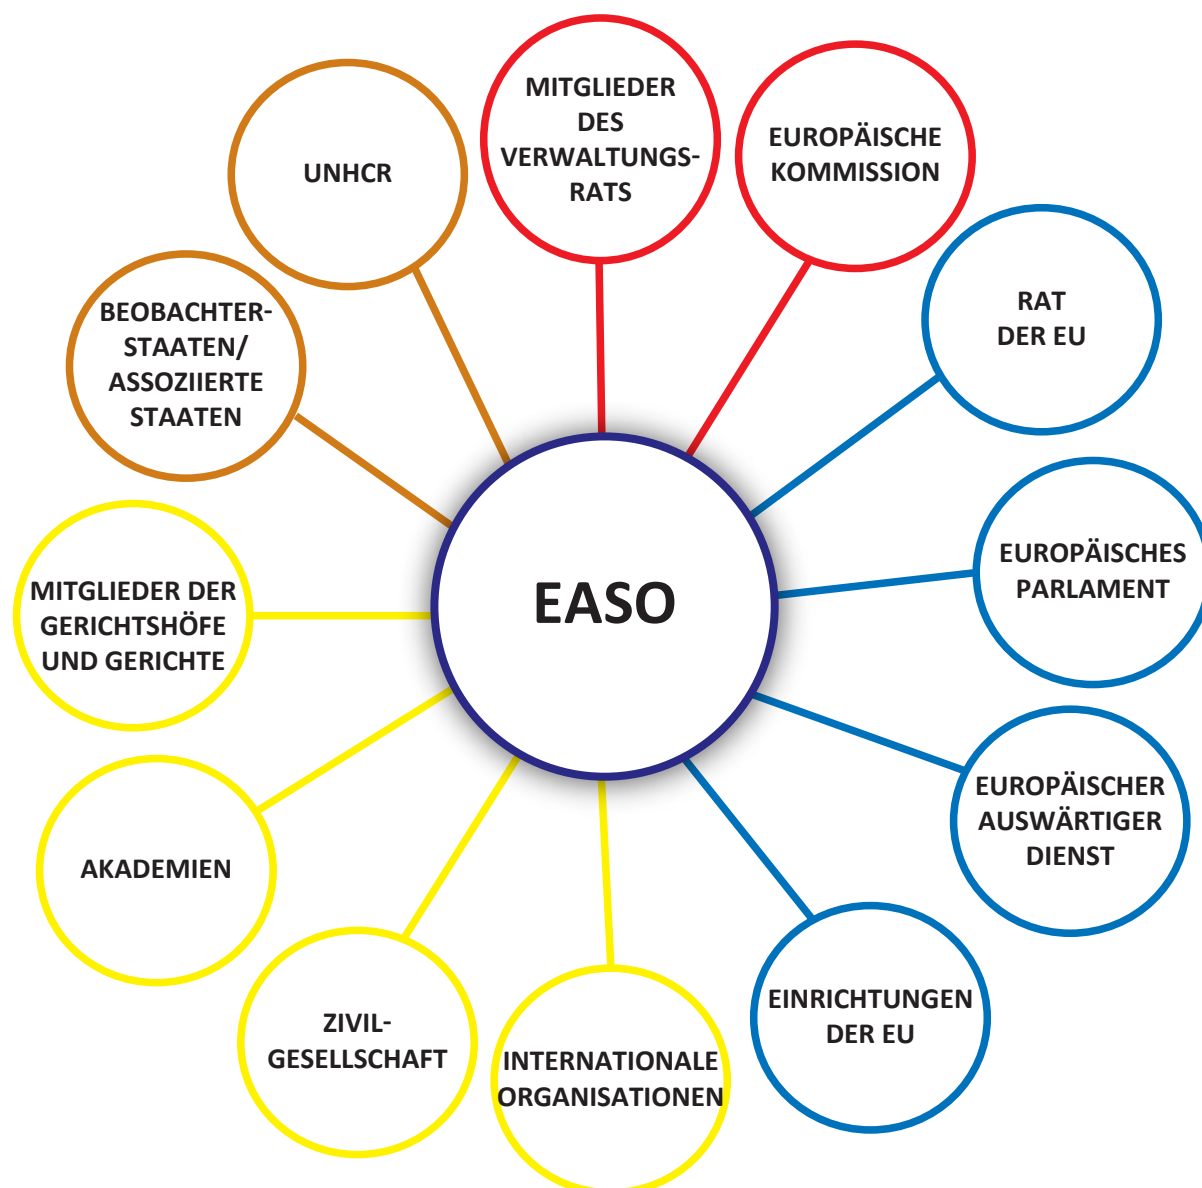 MITGLIEDER
DES
VERWALTUNGS-
RATS
EUROPÄISCHE
KOMMISSION
RAT
DER EU
EUROPÄISCHES
PARLAMENT
EUROPÄISCHER
AUSWÄRTIGER
DIENST
EINRICHTUNGEN
DER EU
INTERNATIONALE
ORGANISATIONEN
ZIVIL-
GESELLSCHAFT
AKADEMIEN
MITGLIEDER DER
GERICHTSHÖFE
UND GERICHTE
BEOBACHTER-
STAATEN/
ASSOZIIERTE
STAATEN
UNHCR
EASO